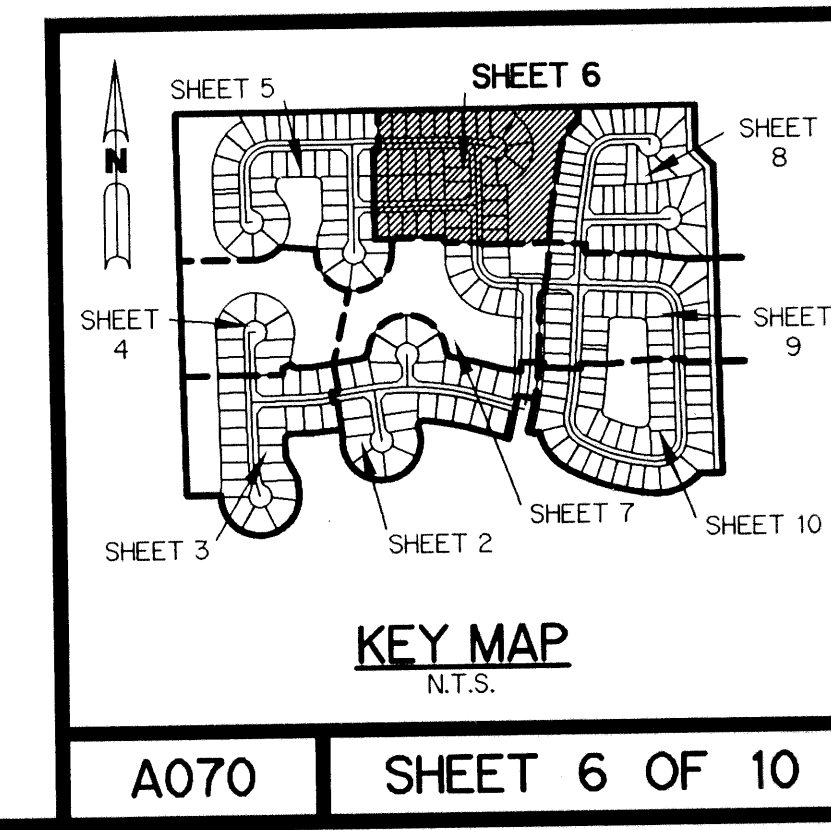 SHEET 5
SHEET 6
N
SHEET
8
SHEET
4
SHEET
9
SHEET 7
SHEET 10
SHEET 3
SHEET 2
KEY MAP
N.T.S.
A070
SHEET 6 OF 10